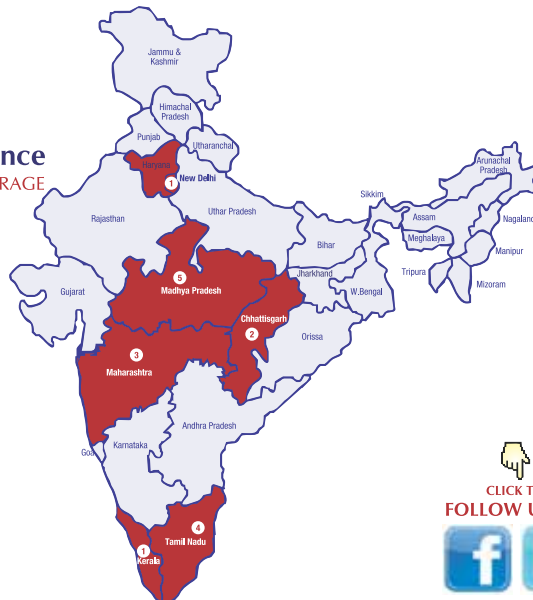 Jammu &
Kashmir
Himachal
Pradesh
Punjab
Utharanchal
nce
RAGE
Haryana
1
New Delhi
Rajasthan
Uthar Pradesh
Sikkim
Arunachal
Pradesh
Assam
Nagaland
Meghalaya
Manipur
Bihar
Jharkhand
Tripura
Mizoram
Gujarat
5
Madhya Pradesh
W.Bengal
Chhattisgarh
2
Orissa
3
Maharashtra
Andhra Pradesh
Goa
Karnataka
CLICK T
FOLLOW U
4
Tamil Nadu
1
Kerala
f